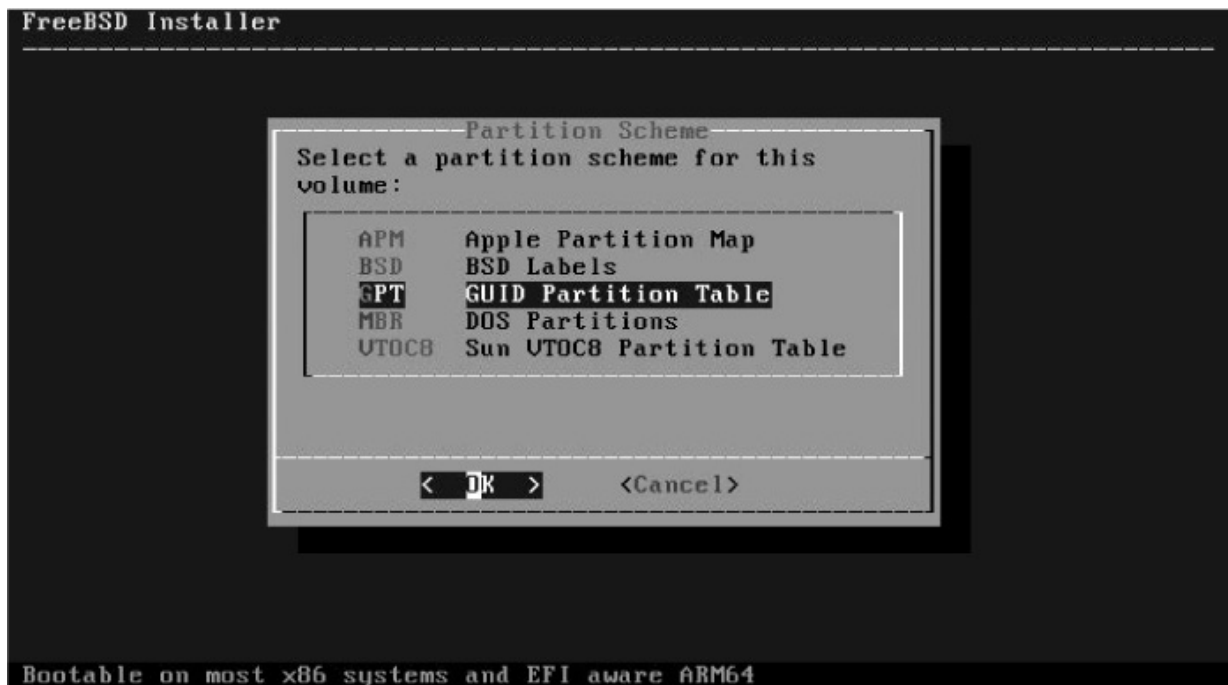 FreeBSD Installer
Partition Scheme
Select a partition scheme for this
volume:
APM Apple Partition Map
BSD BSD Labels
GPT GUID Partition Table
MBR DOS Partitions
VTOC8 Sun VTOC8 Partition Table
< OK > <Cancel>
Bootable on most x86 systems and EFI aware ARM64